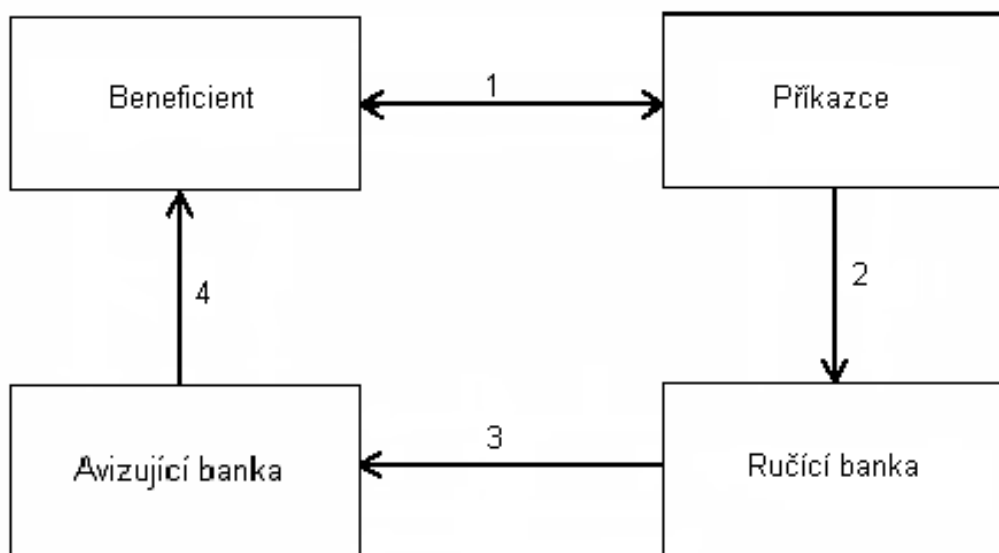 Beneficient
1
Příkazce
4
2
Avizující banka
3
Ručící banka